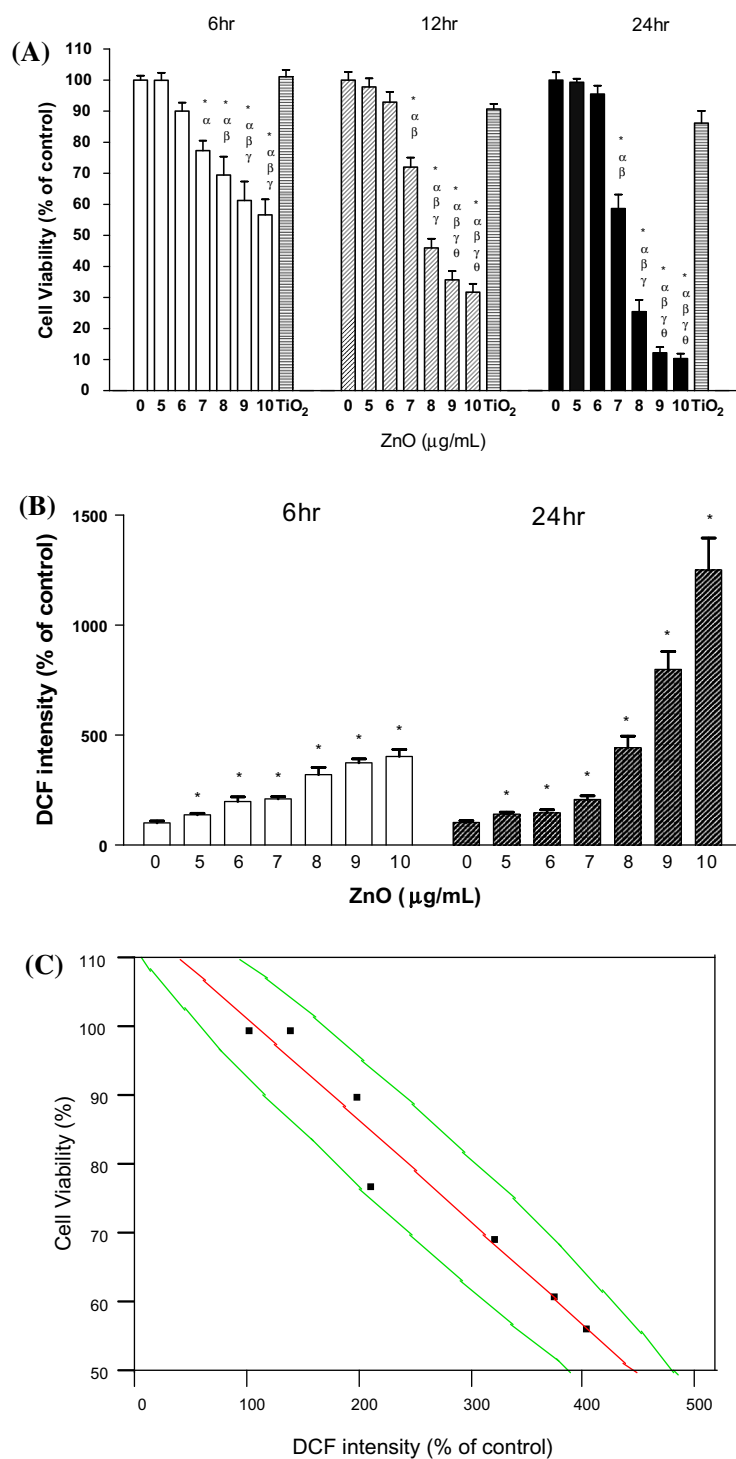 6hr 12hr 24hr
(A)
Cell Viability (% of control)
110
100
90
80
70
60
50
40
30
20
10
0
* α
* α β
* α β γ
* α β γ
* α β
* α β γ
* α β γ θ
* α β γ θ
* α β
* α β γ
* α β γ θ
* α β γ θ
0 5 6 7 8 9 10 TiO2 0 5 6 7 8 9 10 TiO2 0 5 6 7 8 9 10 TiO2
ZnO (μg/mL)
(B)
6hr 24hr
DCF intensity (% of control)
1500
1000
500
0
* * * * * * * * * * * *
0 5 6 7 8 9 10 0 5 6 7 8 9 10
ZnO (μg/mL)
(C)
Cell Viability (%)
110
100
90
80
70
60
50
0 100 200 300 400 500
DCF intensity (% of control)